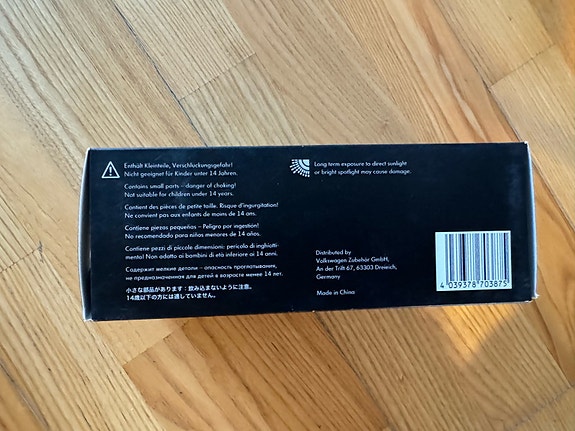 Enthält Kleinteile, Verschluckungsgefahr!
Nicht geeignet für Kinder unter 14 Jahren.
Contains small parts – danger of choking!
Not suitable for children under 14 years.
Contient des pièces de petite taille. Risque d'ingurgitation!
Ne convient pas aux enfants de moins de 14 ans.
Contiene piezas pequeñas – Peligro por ingestión!
No recomendado para niños menores de 14 años.
Contiene pezzi di piccole dimensioni: pericolo di inghiotti-
mento! Non adatto ai bambini di età inferiore ai 14 anni.
Содержит мелкие детали – опасность проглатывания,
не предназначенные для детей в возрасте менее 14 лет.
小さな部品があります：飲み込まないように注意。
14歳以下の方には適していません。
Long term exposure to direct sunlight
or bright spotlight may cause damage.
Distributed by
Volkswagen Zubehör GmbH,
An der Trift 67, 63303 Dreieich,
Germany
Made in China
4 039378 703875